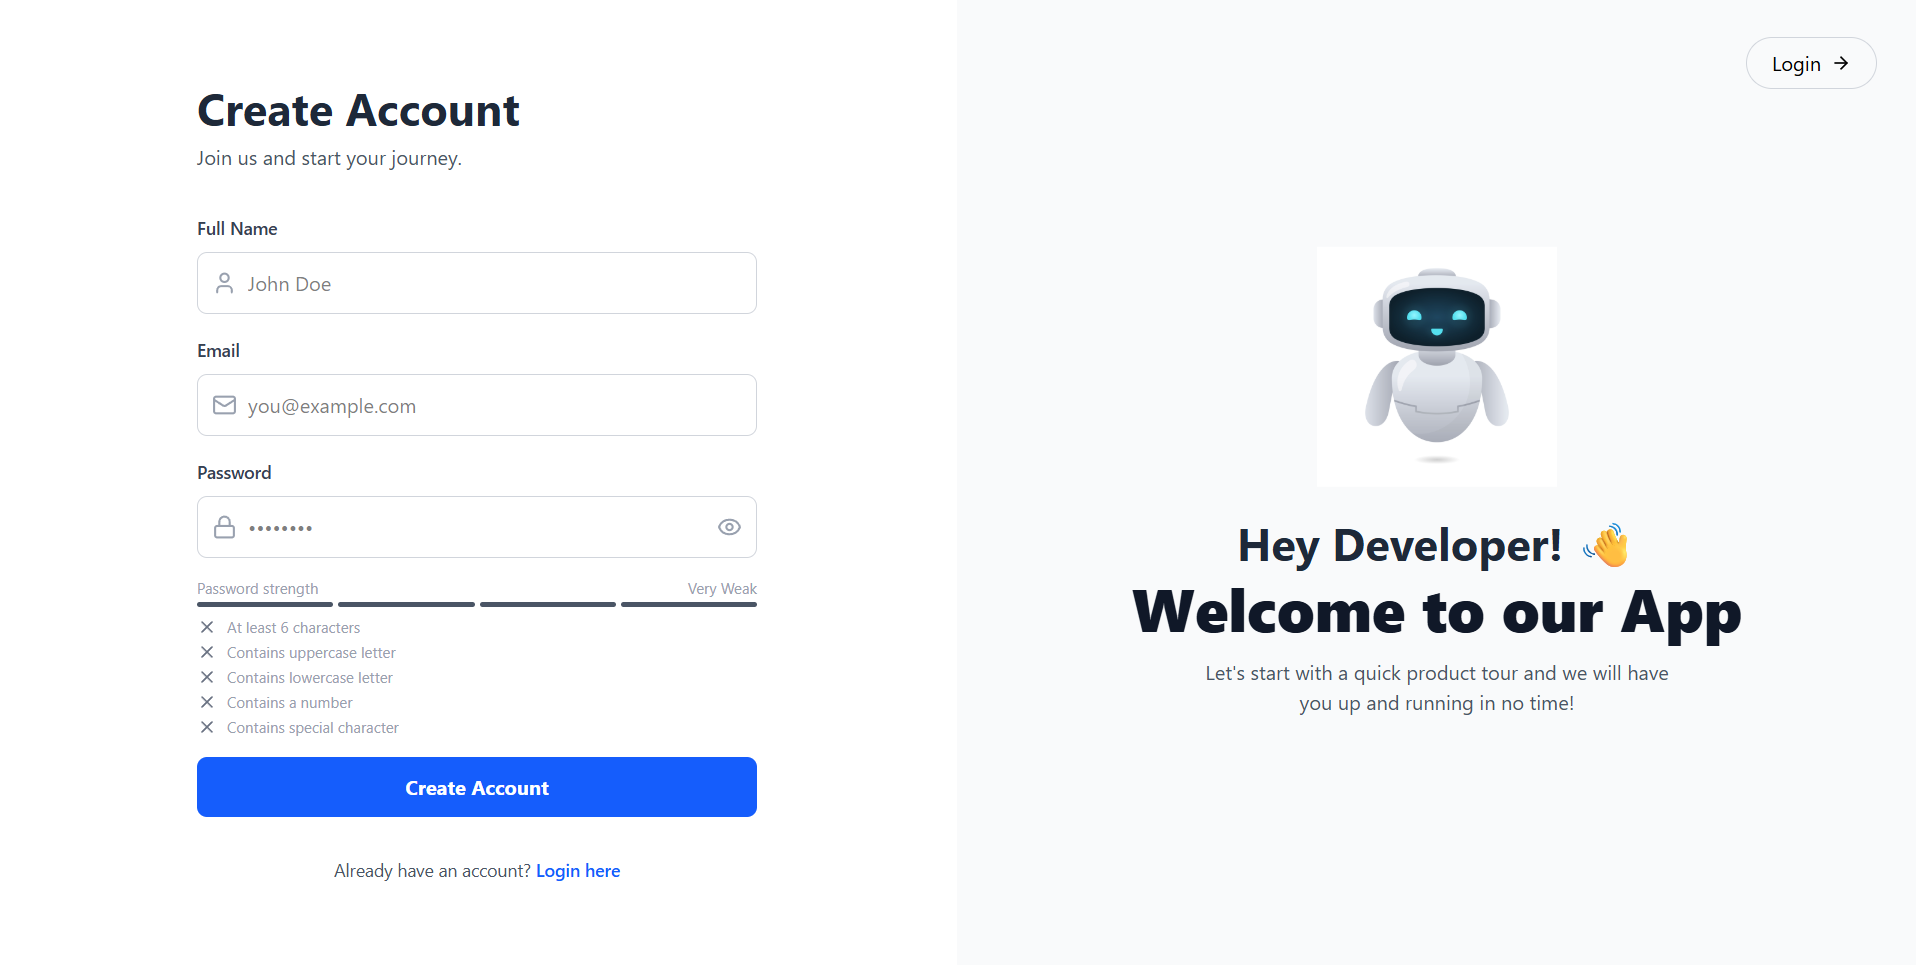 Create Account
Join us and start your journey.
Full Name
John Doe
Email
you@example.com
Password
••••••••
Password strength
Very Weak
At least 6 characters
Contains uppercase letter
Contains lowercase letter
Contains a number
Contains special character
Create Account
Already have an account? Login here
Login →
Hey Developer! 👋
Welcome to our App
Let's start with a quick product tour and we will have
you up and running in no time!